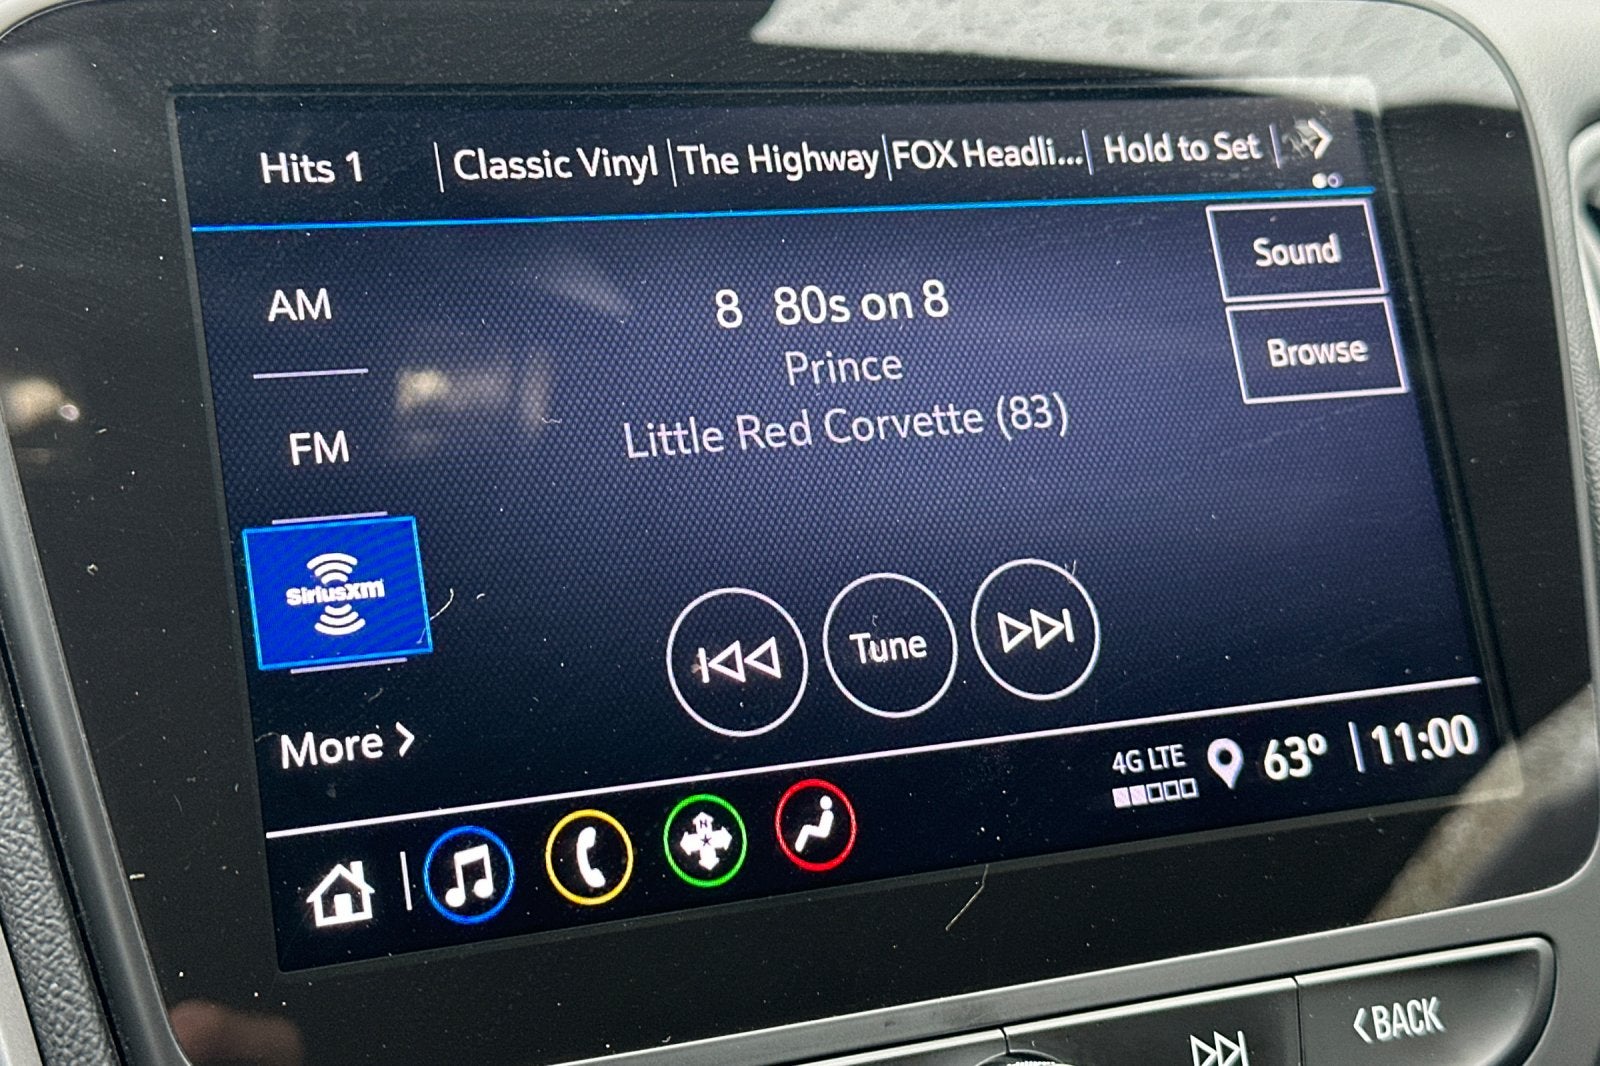 Hits 1 Classic Vinyl The Highway FOX Headli... Hold to Set
Sound
Browse
AM
FM
SiriusXm
More
8 80s on 8
Prince
Little Red Corvette (83)
Tune
4G LTE
63° 11:00
N
BACK